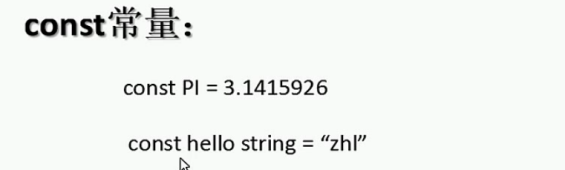 const常量:
const PI = 3.1415926
const hello string = “zhl”